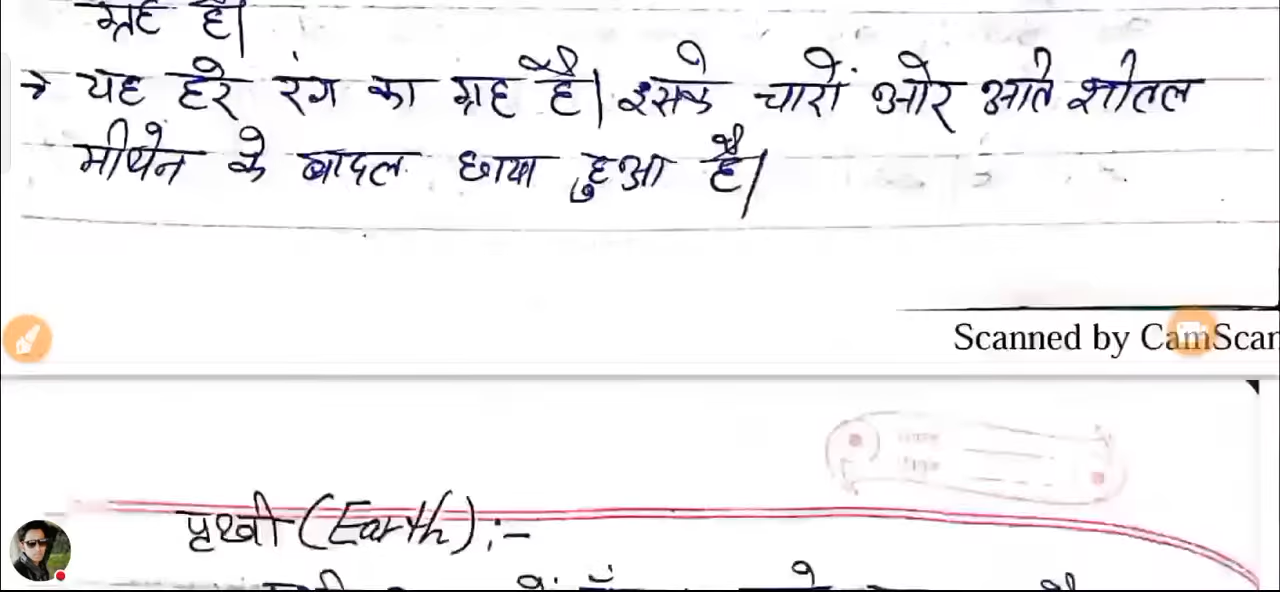 ग्रह है।
→ यह हरे रंग का ग्रह है। इसके चारों ओर अति शीतल
मीथेन के बादल छाया हुआ है।
Scanned by CamScan
पृथ्वी (Earth) :-